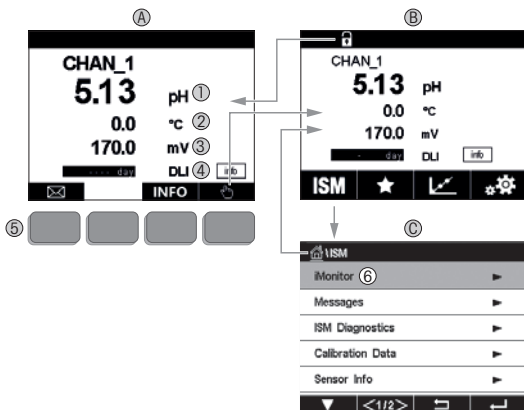 Ⓐ
CHAN_1
5.13 pH ①
0.0 °C ②
170.0 mV ③
---- day DLI ④ info
INFO
⑤
Ⓑ
CHAN_1
5.13 pH
0.0 °C
170.0 mV
---- day DLI info
ISM
Ⓒ
\ISM
iMonitor ⑥
Messages
ISM Diagnostics
Calibration Data
Sensor Info
<1/2>